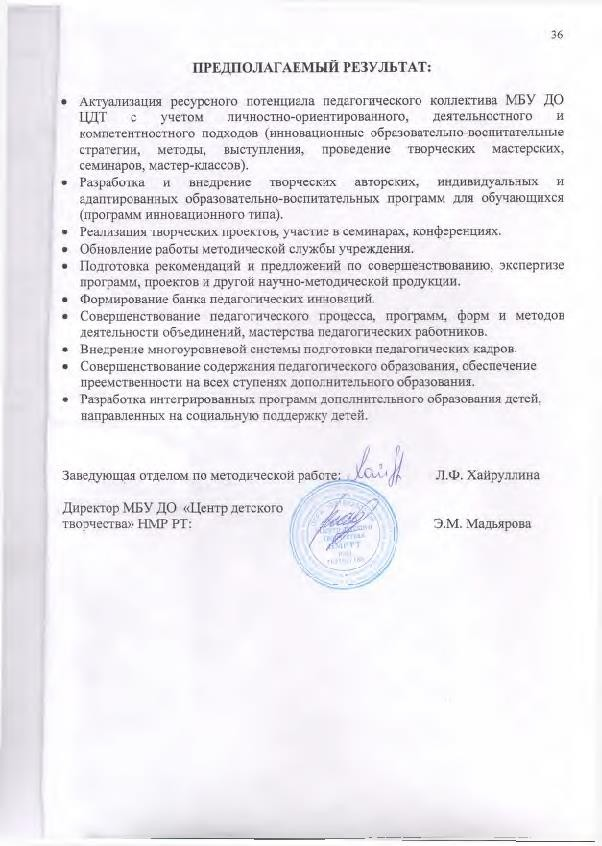 36
ПРЕДПОЛАГАЕМЫЙ РЕЗУЛЬТАТ:
• Актуализация ресурсного потенциала педагогического коллектива МБУ ДО
ЦДТ с учетом личностно-ориентированного, деятельностного и
компетентностного подходов (инновационные образовательно-воспитательные
стратегии, методы, выступления, проведение творческих мастерских,
семинаров, мастер-классов).
• Разработка и внедрение творческих авторских, индивидуальных и
адаптированных образовательно-воспитательных программ для обучающихся
(программ инновационного типа).
• Реализация творческих проектов, участие в семинарах, конференциях.
• Обновление работы методической службы учреждения.
• Подготовка рекомендаций и предложений по совершенствованию, экспертизе
программ, проектов и другой научно-методической продукции.
• Формирование банка педагогических инноваций.
• Совершенствование педагогического процесса, программ, форм и методов
деятельности объединений, мастерства педагогических работников.
• Внедрение многоуровневой системы подготовки педагогических кадров.
• Совершенствование содержания педагогического образования, обеспечение
преемственности на всех ступенях дополнительного образования.
• Разработка интегрированных программ дополнительного образования детей,
направленных на социальную поддержку детей.
Заведующая отделом по методической работе: Л.Ф. Хайруллина
Директор МБУ ДО «Центр детского
творчества» НМР РТ: Э.М. Мадьярова